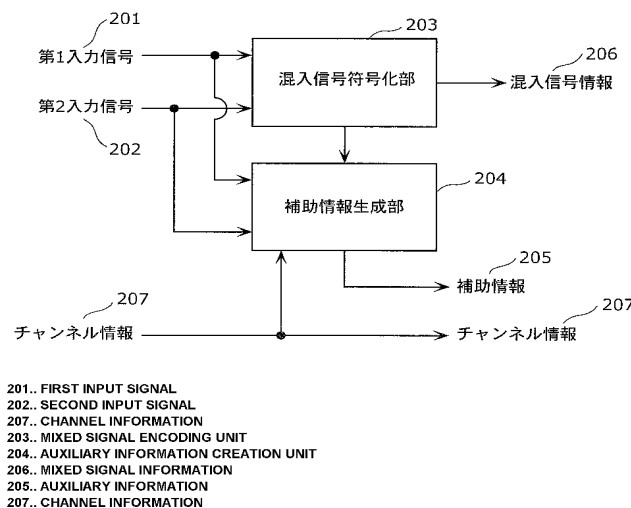 201
203
第1入力信号
混入信号符号化部
206
混入信号情報
第2入力信号
202
204
補助情報生成部
205
補助情報
207
207
チャンネル情報
チャンネル情報
201.. FIRST INPUT SIGNAL
202.. SECOND INPUT SIGNAL
207.. CHANNEL INFORMATION
203.. MIXED SIGNAL ENCODING UNIT
204.. AUXILIARY INFORMATION CREATION UNIT
206.. MIXED SIGNAL INFORMATION
205.. AUXILIARY INFORMATION
207.. CHANNEL INFORMATION